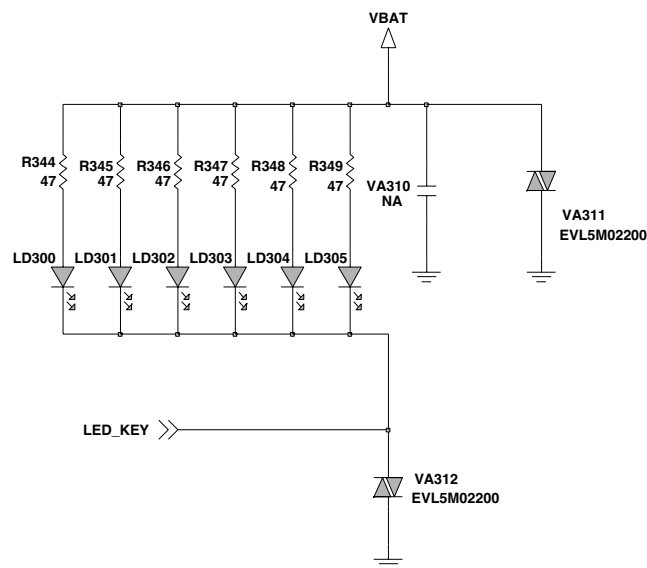 VBAT
R344
47
R345
47
R346
47
R347
47
R348
47
R349
47
VA310
NA
VA311
EVL5M02200
LD300
LD301
LD302
LD303
LD304
LD305
LED_KEY
VA312
EVL5M02200